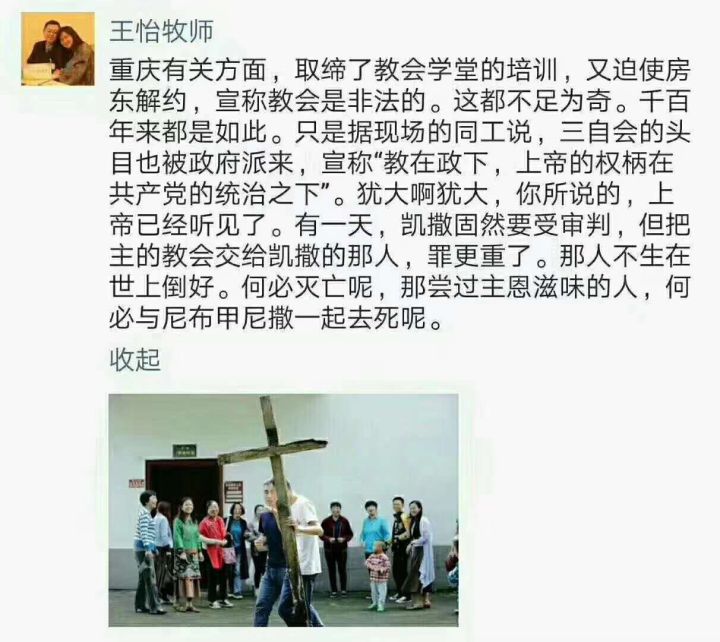 王怡牧师
重庆有关方面，取缔了教会学堂的培训，又迫使房
东解约，宣称教会是非法的。这都不足为奇。千百
年来都是如此。只是据现场的同工说，三自会的头
目也被政府派来，宣称“教在政下，上帝的权柄在
共产党的统治之下”。犹大啊犹大，你所说的，上
帝已经听见了。有一天，凯撒固然要受审判，但把
主的教会交给凯撒的那人，罪更重了。那人不生在
世上倒好。何必灭亡呢，那尝过主恩滋味的人，何
必与尼布甲尼撒一起去死呢。
收起